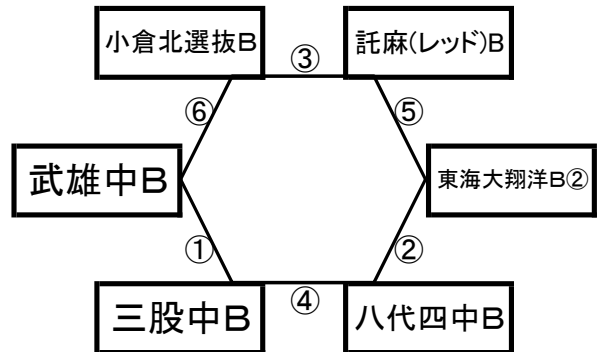 小倉北選抜B
託麻(レッド)B
③
⑥
⑤
武雄中B
東海大翔洋B②
①
②
三股中B
④
八代四中B